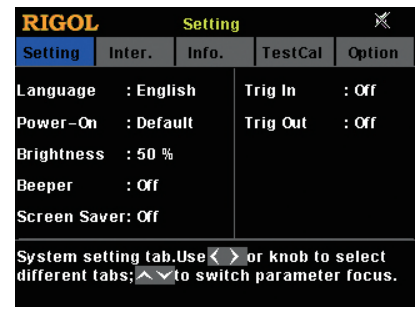 RIGOL Setting
Setting Inter. Info. TestCal Option
Language : English Trig In : Off
Power-On : Default Trig Out : Off
Brightness : 50 %
Beeper : Off
Screen Saver: Off
System setting tab.Use < > or knob to select
different tabs; ∧ ∨ to switch parameter focus.